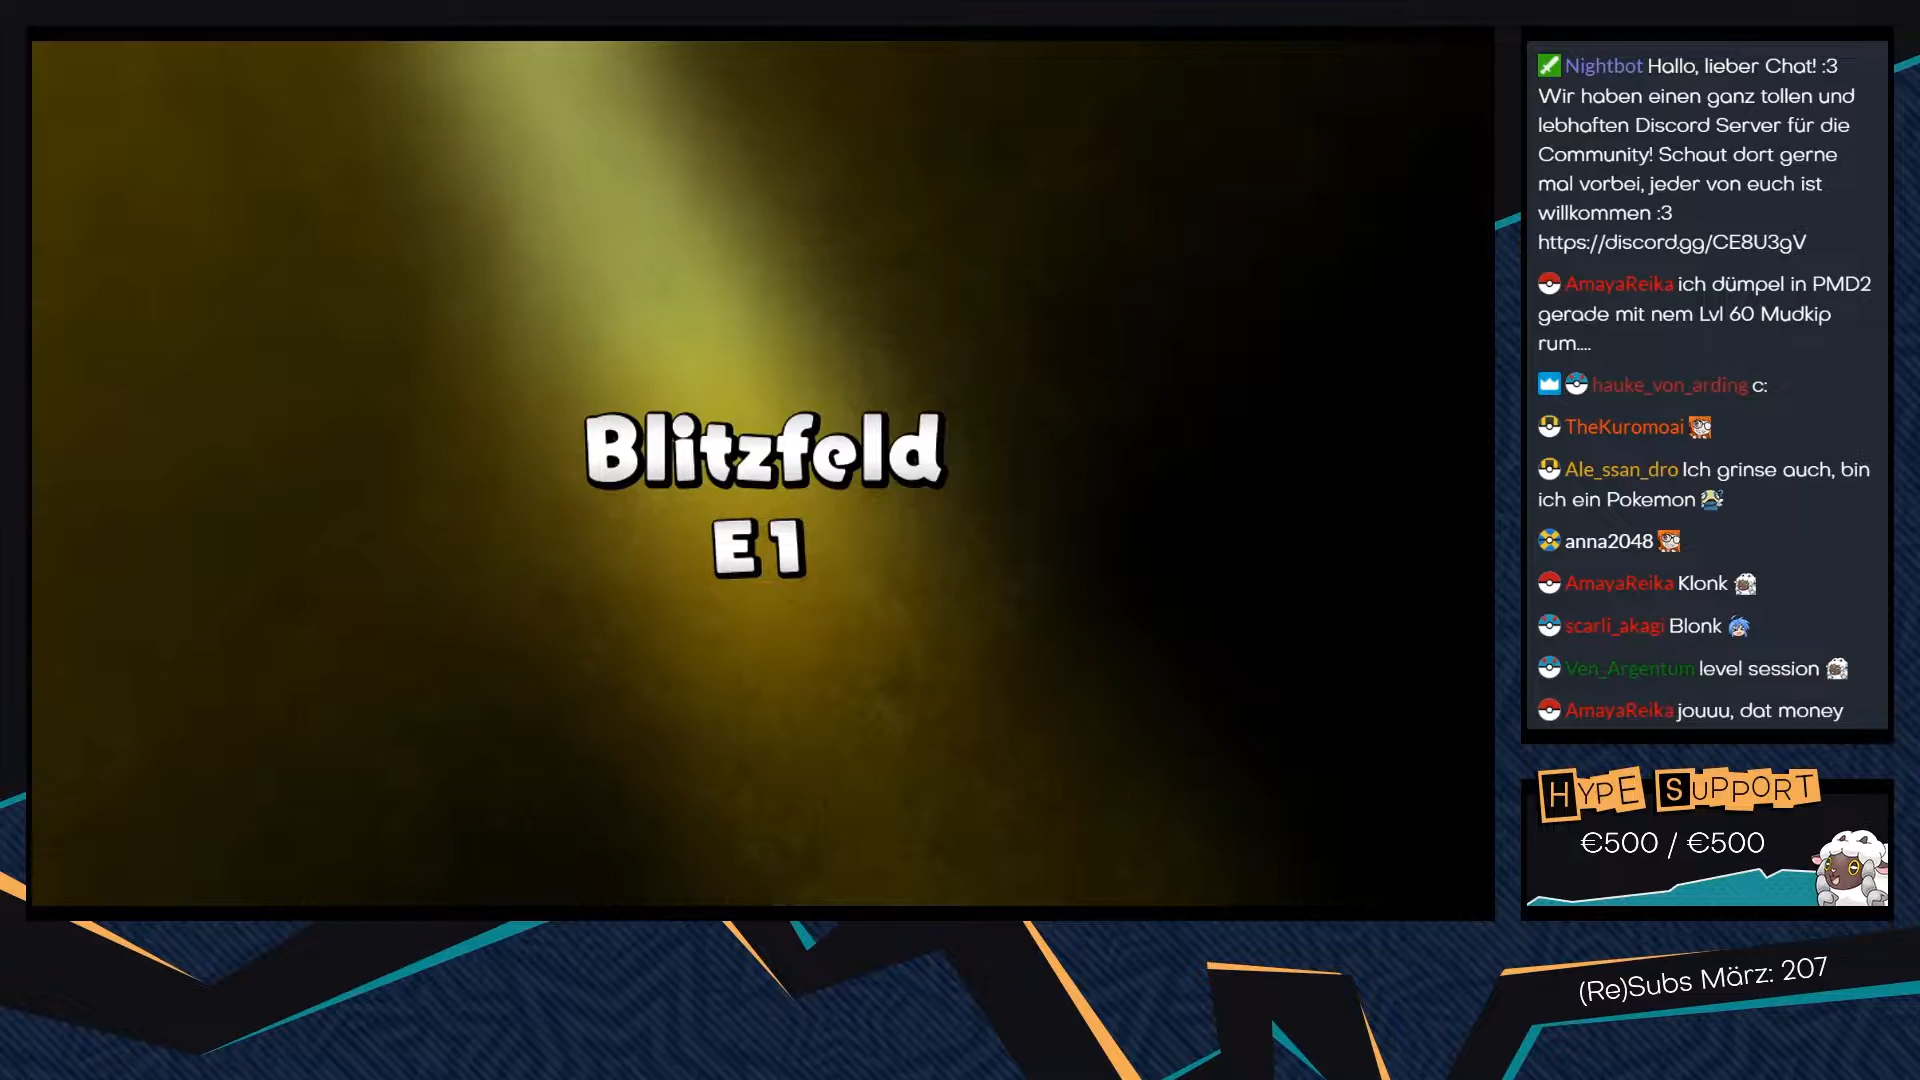 Blitzfeld
E 1
Nightbot Hallo, lieber Chat! :3
Wir haben einen ganz tollen und
lebhaften Discord Server für die
Community! Schaut dort gerne
mal vorbei, jeder von euch ist
willkommen :3
https://discord.gg/CE8U3gV
AmayaReika ich dümpel in PMD2
gerade mit nem Lvl 60 Mudkip
rum....
hauke_von_arding c:
TheKuromoai
Ale_ssan_dro Ich grinse auch, bin
ich ein Pokemon
anna2048
AmayaReika Klonk
scarli_akagi Blonk
Ven_Argentum level session
AmayaReika jouuu, dat money
HYPE SUPPORT
€500 / €500
(Re)Subs März: 207